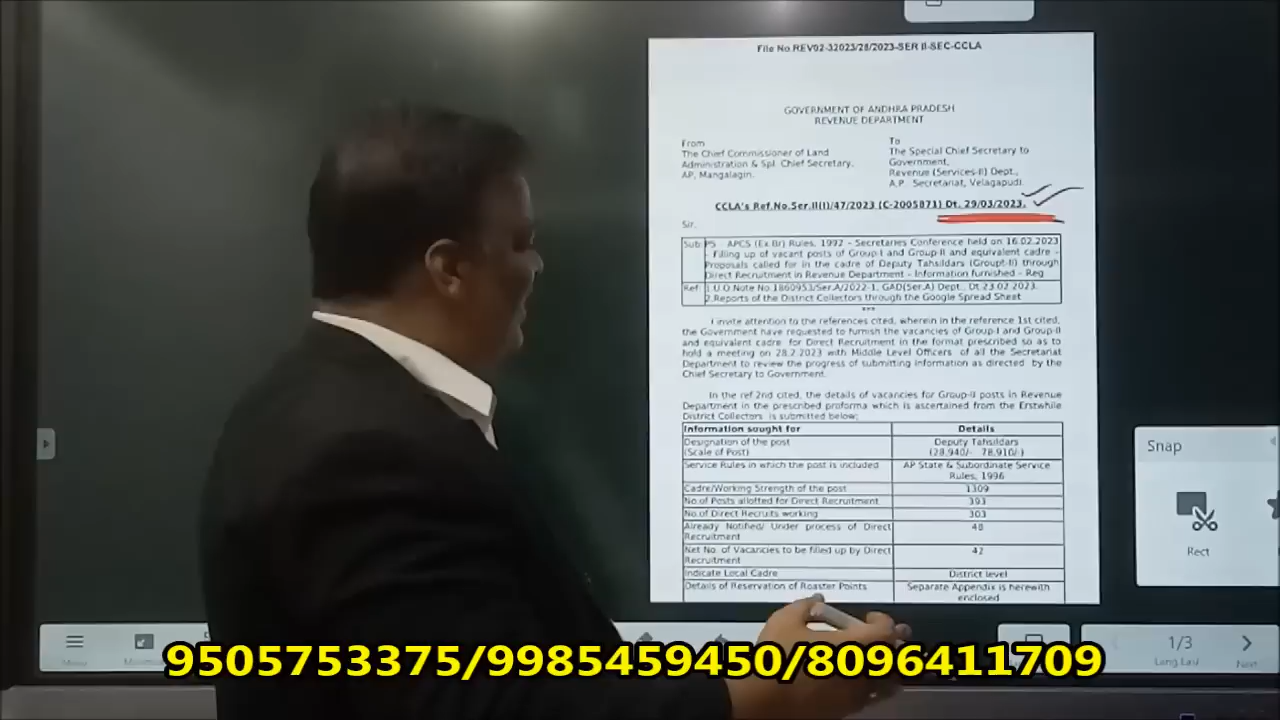 File No.REV02-32023/28/2023-SER II-SEC-CCLA
GOVERNMENT OF ANDHRA PRADESH
REVENUE DEPARTMENT
From
The Chief Commissioner of Land
Administration & Spl. Chief Secretary,
AP, Mangalagiri.
To
The Special Chief Secretary to
Government,
Revenue (Services-II) Dept.,
A.P. Secretariat, Velagapudi.
CCLA's Ref.No.Ser.II(I)/47/2023 (C-2005871) Dt. 29/03/2023.
Sir,
Sub: PS - APCS (Ex.Br) Rules, 1992 - Secretaries Conference held on 16.02.2023
- Filling up of vacant posts of Group-I and Group-II and equivalent cadre -
Proposals called for in the cadre of Deputy Tahsildars (Group-II) through
Direct Recruitment in Revenue Department - Information furnished - Reg
Ref: 1.U.O.Note No.1860953/Ser.A/2022-1, GAD(Ser.A) Dept., Dt.23.02.2023.
2.Reports of the District Collectors through the Google Spread Sheet
***
I invite attention to the references cited, wherein in the reference 1st cited,
the Government have requested to furnish the vacancies of Group-I and Group-II
and equivalent cadre for Direct Recruitment in the format prescribed so as to
hold a meeting on 28.2.2023 with Middle Level Officers of all the Secretariat
Department to review the progress of submitting information as directed by the
Chief Secretary to Government.
In the ref 2nd cited, the details of vacancies for Group-II posts in Revenue
Department in the prescribed proforma which is ascertained from the Erstwhile
District Collectors is submitted below;
Information sought for Details
Designation of the post Deputy Tahsildars
(Scale of Post) (28,940/- 78,910/-)
Service Rules in which the post is included AP State & Subordinate Service
Rules, 1996
Cadre/Working Strength of the post 1309
No.of Posts allotted for Direct Recruitment 393
No.of Direct Recruits working 303
Already Notified/ Under process of Direct 48
Recruitment
Net No. of Vacancies to be filled up by Direct 42
Recruitment
Indicate Local Cadre District level
Details of Reservation of Roaster Points Separate Appendix is herewith
enclosed
Snap
Rect
Menu
1/3
Lang Lau
Next
9505753375/9985459450/8096411709